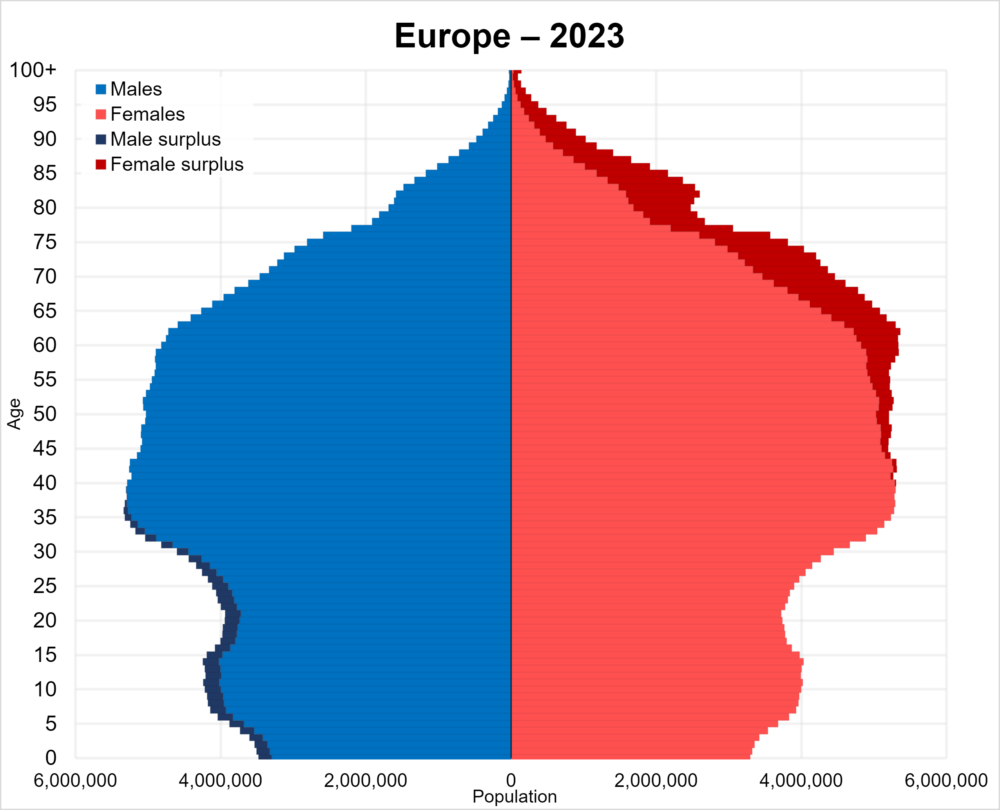 Europe – 2023
Males
Females
Male surplus
Female surplus
100+
95
90
85
80
75
70
65
60
55
50
45
40
35
30
25
20
15
10
5
0
Age
6,000,000 4,000,000 2,000,000 0 2,000,000 4,000,000 6,000,000
Population